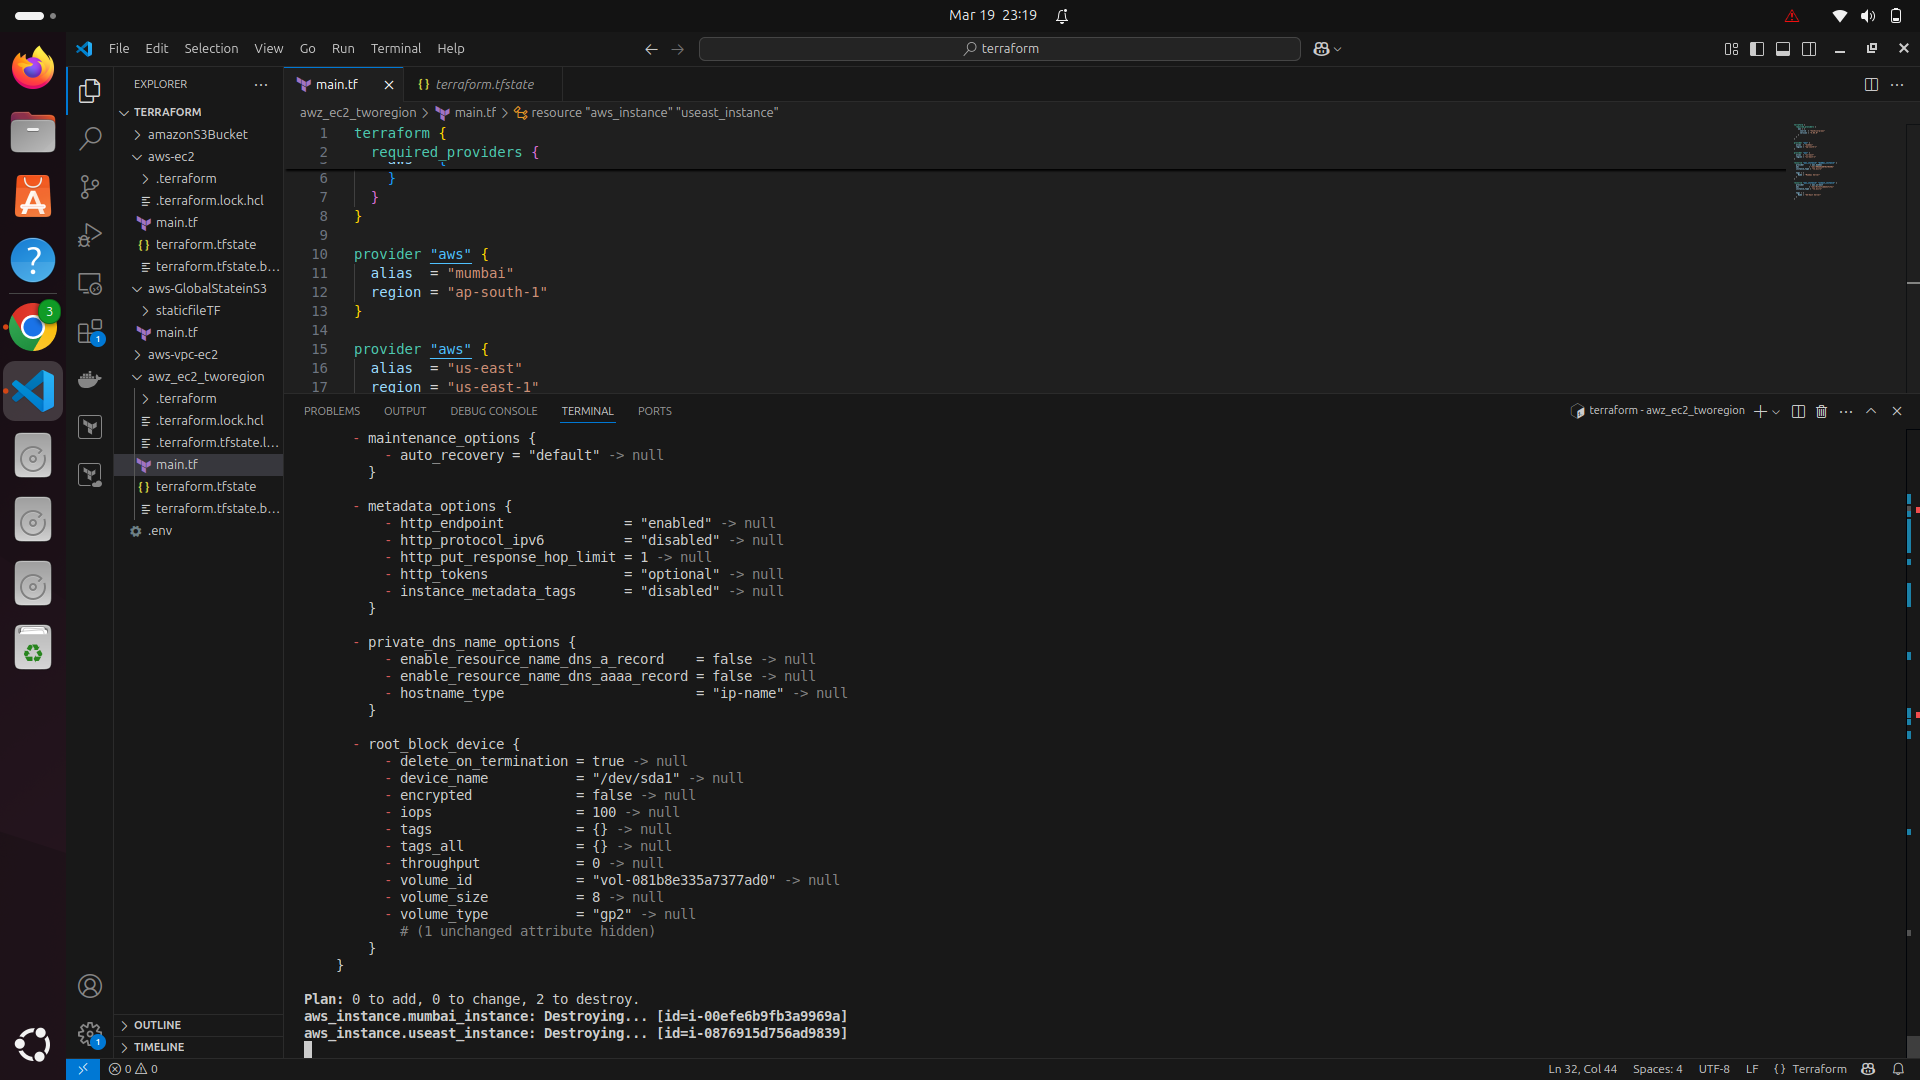 Mar 19 23:19
File Edit Selection View Go Run Terminal Help
terraform
EXPLORER
TERRAFORM
amazonS3Bucket
aws-ec2
.terraform
.terraform.lock.hcl
main.tf
terraform.tfstate
terraform.tfstate.b...
aws-GlobalStateinS3
staticfileTF
main.tf
aws-vpc-ec2
awz_ec2_tworegion
.terraform
.terraform.lock.hcl
.terraform.tfstate.l...
main.tf
terraform.tfstate
terraform.tfstate.b...
.env
OUTLINE
TIMELINE
3
1
1
main.tf
{} terraform.tfstate
awz_ec2_tworegion > main.tf > resource "aws_instance" "useast_instance"
1 terraform {
2 required_providers {
6 }
7 }
8 }
9
10 provider "aws" {
11 alias = "mumbai"
12 region = "ap-south-1"
13 }
14
15 provider "aws" {
16 alias = "us-east"
17 region = "us-east-1"
PROBLEMS OUTPUT DEBUG CONSOLE TERMINAL PORTS
terraform - awz_ec2_tworegion
- maintenance_options {
- auto_recovery = "default" -> null
}
- metadata_options {
- http_endpoint = "enabled" -> null
- http_protocol_ipv6 = "disabled" -> null
- http_put_response_hop_limit = 1 -> null
- http_tokens = "optional" -> null
- instance_metadata_tags = "disabled" -> null
}
- private_dns_name_options {
- enable_resource_name_dns_a_record = false -> null
- enable_resource_name_dns_aaaa_record = false -> null
- hostname_type = "ip-name" -> null
}
- root_block_device {
- delete_on_termination = true -> null
- device_name = "/dev/sda1" -> null
- encrypted = false -> null
- iops = 100 -> null
- tags = {} -> null
- tags_all = {} -> null
- throughput = 0 -> null
- volume_id = "vol-081b8e335a7377ad0" -> null
- volume_size = 8 -> null
- volume_type = "gp2" -> null
# (1 unchanged attribute hidden)
}
}
Plan: 0 to add, 0 to change, 2 to destroy.
aws_instance.mumbai_instance: Destroying... [id=i-00efe6b9fb3a9969a]
aws_instance.useast_instance: Destroying... [id=i-0876915d756ad9839]
0 0
Ln 32, Col 44 Spaces: 4 UTF-8 LF {} Terraform